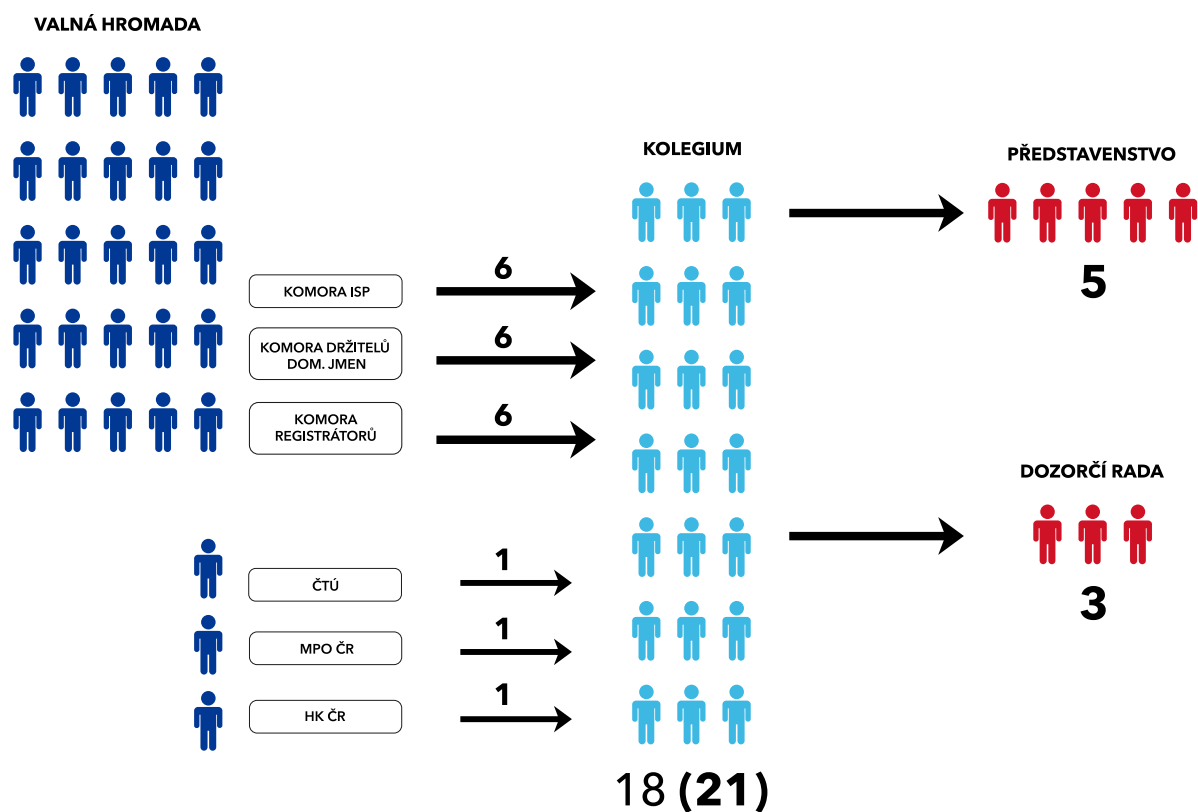 VALNÁ HROMADA
KOMORA ISP
6
KOMORA DRŽITELŮ
DOM. JMEN
6
KOMORA
REGISTRÁTORŮ
6
ČTÚ
1
MPO ČR
1
HK ČR
1
KOLEGIUM
18 (21)
PŘEDSTAVENSTVO
5
DOZORČÍ RADA
3